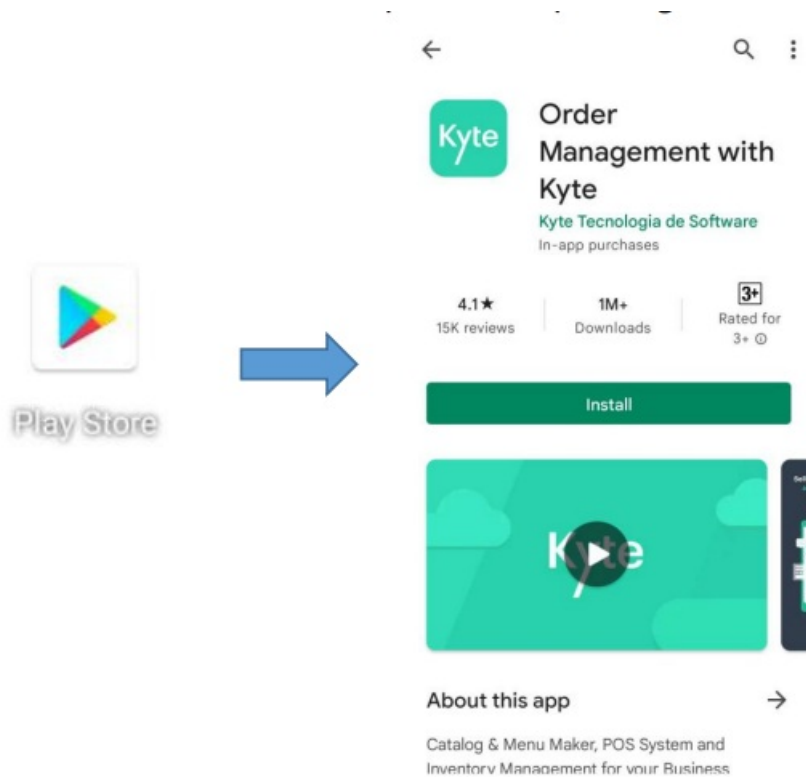 Play Store
Kyte
Order
Management with
Kyte
Kyte Tecnologia de Software
In-app purchases
4.1★
15K reviews
1M+
Downloads
3+
Rated for
3+
Install
Kyte
About this app
Catalog & Menu Maker, POS System and
Inventory Management for your Business